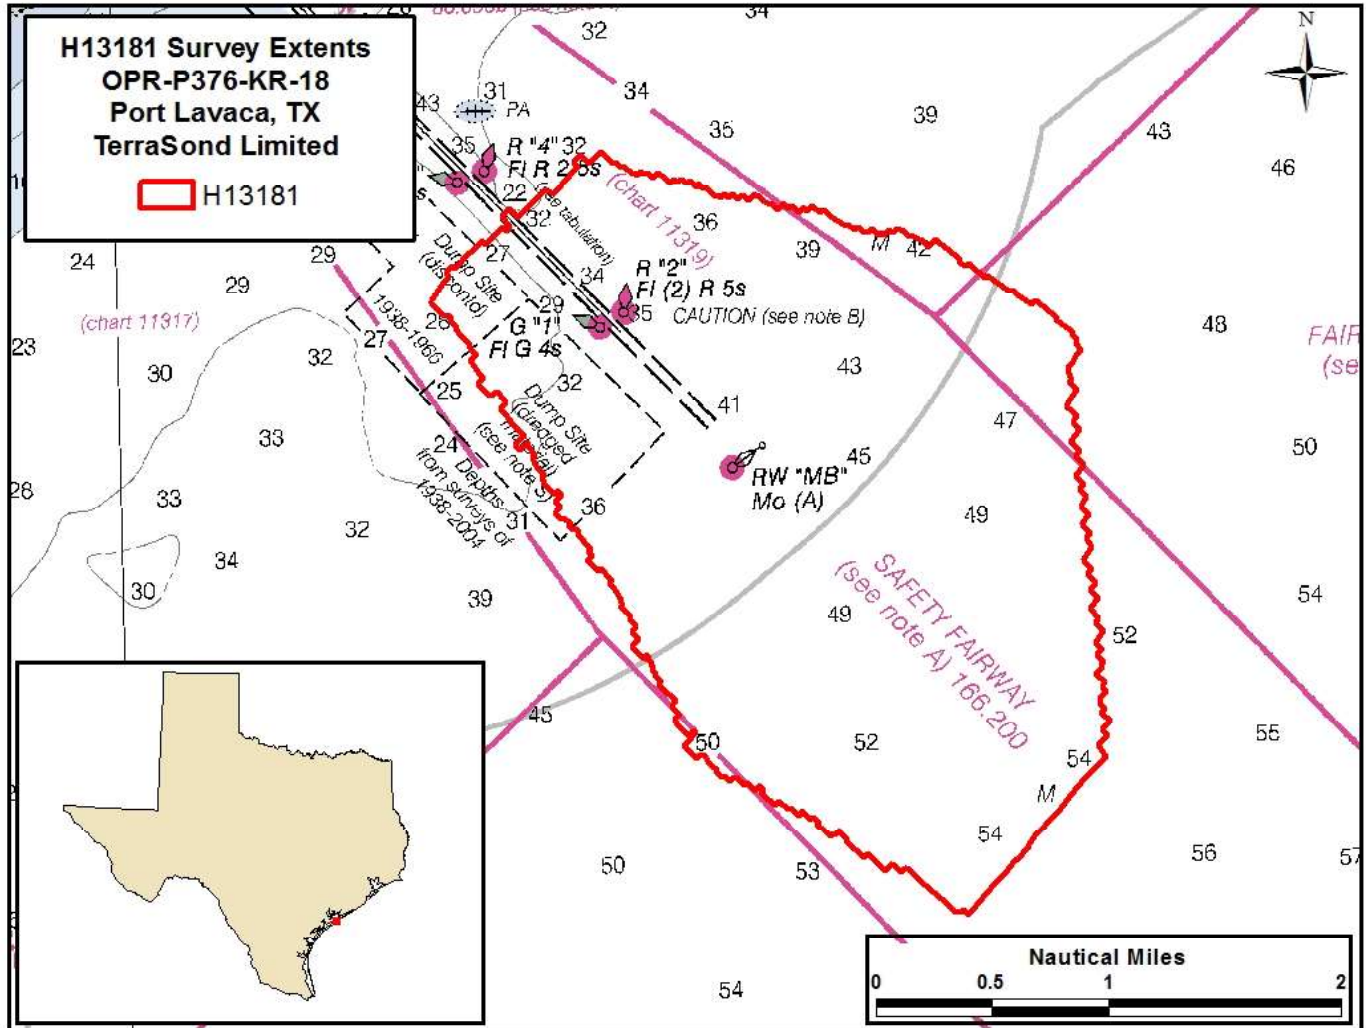 H13181 Survey Extents
OPR-P376-KR-18
Port Lavaca, TX
TerraSond Limited
H13181
N
34
32
31
PA
34
39
35
43
43
46
35
R "4" 32
Fl R 2.5s
22
32
(see tabulation)
(chart 11319)
36
39
M
42
24
29
29
27
Dump Site
(discontd)
34
R "2"
Fl (2) R 5s
35
CAUTION (see note B)
48
(chart 11317)
1938-1966
28
29
G "1"
Fl G 4s
FAIR
(se
23
32
27
30
32
43
25
41
47
33
24
Dump Site
(dredged
material)
(see note S)
Depths
from surveys of
1938-2004
45
50
RW "MB"
Mo (A)
28
33
36
49
32
31
34
30
39
49
SAFETY FAIRWAY
(see note A) 166.200
54
52
45
50
52
54
55
M
54
50
53
56
57
54
Nautical Miles
0 0.5 1 2